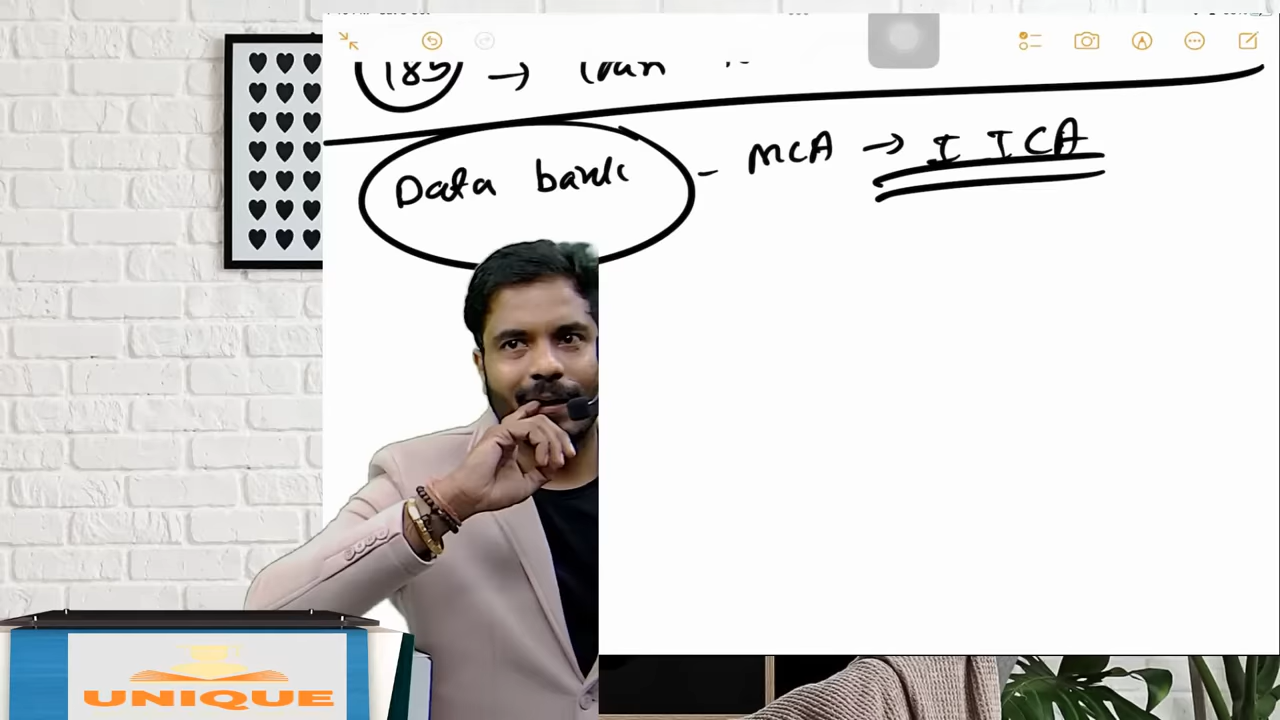 185 → loan
Data bank - MCA → IICA
UNIQUE